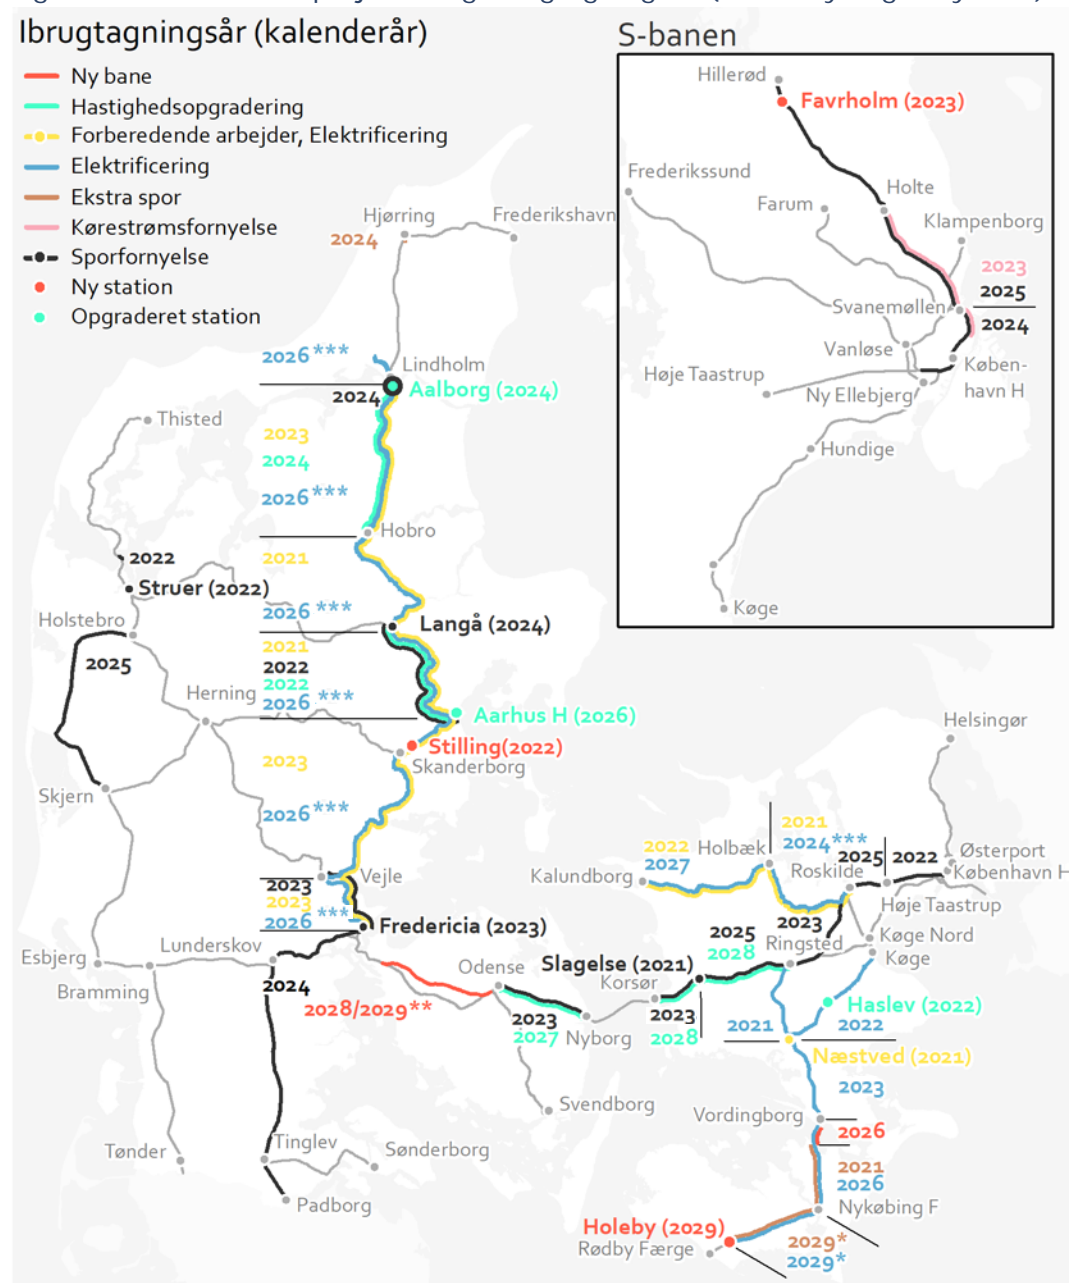 Ibrugtagningsår (kalenderår)
Ny bane
Hastighedsopgradering
Forberedende arbejder, Elektrificering
Elektrificering
Ekstra spor
Kørestrømsfornyelse
Sporfornyelse
Ny station
Opgraderet station
S-banen
Hillerød
Favrholm (2023)
Frederikssund
Farum
Holte
Klampenborg
2023
2025
Svanemøllen
2024
Vanløse
Høje Taastrup
Køben-
havn H
Ny Ellebjerg
Hundige
Køge
Hjørring
Frederikshavn
2024
2026***
Lindholm
2024
Aalborg (2024)
Thisted
2023
2024
2026***
Hobro
2022
2021
Struer (2022)
2026 ***
Holstebro
Langå (2024)
2021
2025
2022
2022
2026 ***
Herning
Aarhus H (2026)
Stilling(2022)
Skanderborg
2023
Skjern
2026***
Vejle
2023
2023
2026 ***
Fredericia (2023)
Helsingør
2021
2024***
2022
2027
Holbæk
Roskilde
2025
2022
Østerport
København H
Kalundborg
Høje Taastrup
2023
2025
2028
Ringsted
Køge Nord
Køge
Esbjerg
Lunderskov
Bramming
2024
Odense
2028/2029**
2023
2027
Nyborg
Slagelse (2021)
Korsør
2023
2028
Haslev (2022)
2021
2022
Næstved (2021)
2023
Svendborg
Vordingborg
2026
2021
2026
Tønder
Tinglev
Sønderborg
Padborg
Nykøbing F
Holeby (2029)
Rødby Færge
2029*
2029*